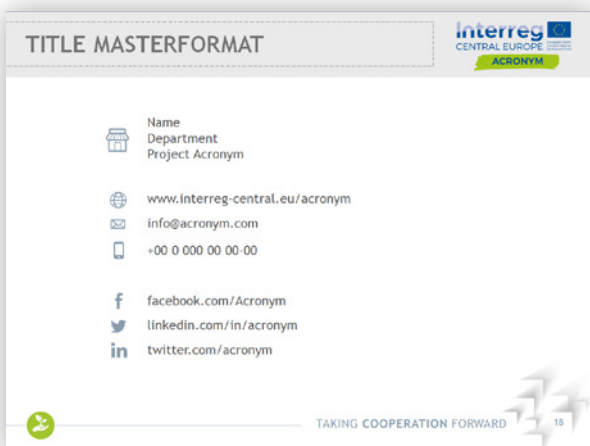 TITLE MASTERFORMAT
Interreg
CENTRAL EUROPE
ACRONYM
Name
Department
Project Acronym
www.interreg-central.eu/acronym
info@acronym.com
+00 0 000 00 00-00
facebook.com/Acronym
linkedin.com/in/acronym
twitter.com/acronym
TAKING COOPERATION FORWARD
15